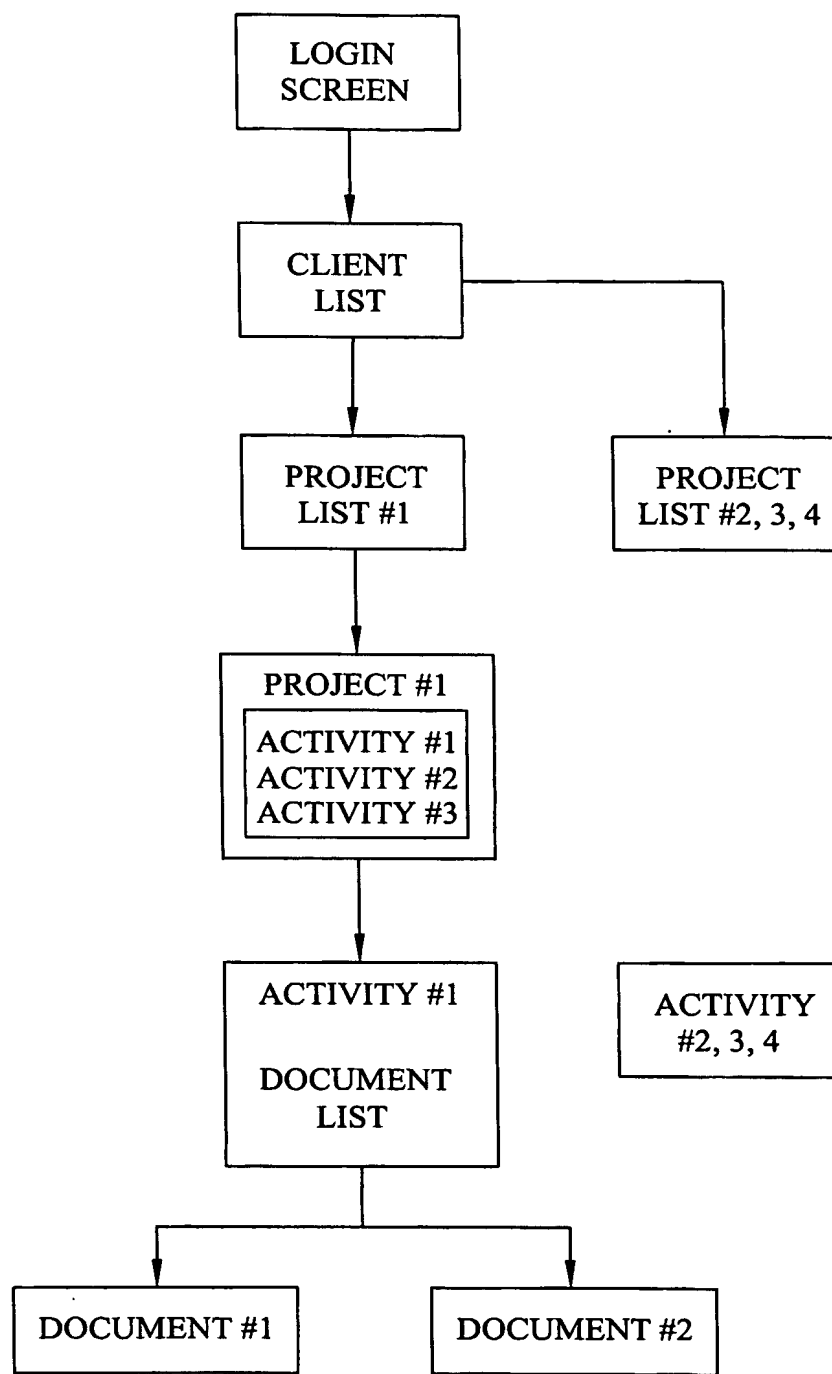 LOGIN
SCREEN
CLIENT
LIST
PROJECT
LIST #1
PROJECT
LIST #2, 3, 4
PROJECT #1
ACTIVITY #1
ACTIVITY #2
ACTIVITY #3
ACTIVITY #1
DOCUMENT
LIST
ACTIVITY
#2, 3, 4
DOCUMENT #1
DOCUMENT #2